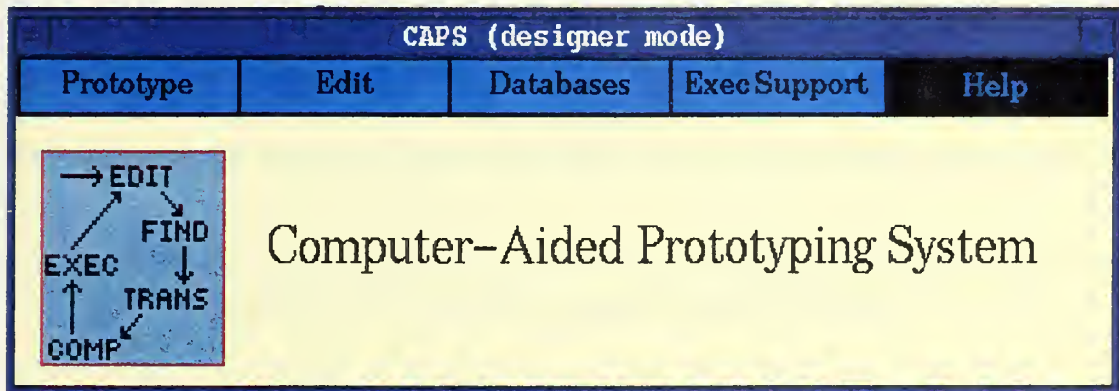 CAPS (designer mode)
Prototype Edit Databases Exec Support Help
EDIT
FIND
EXEC
TRANS
COMP
Computer-Aided Prototyping System